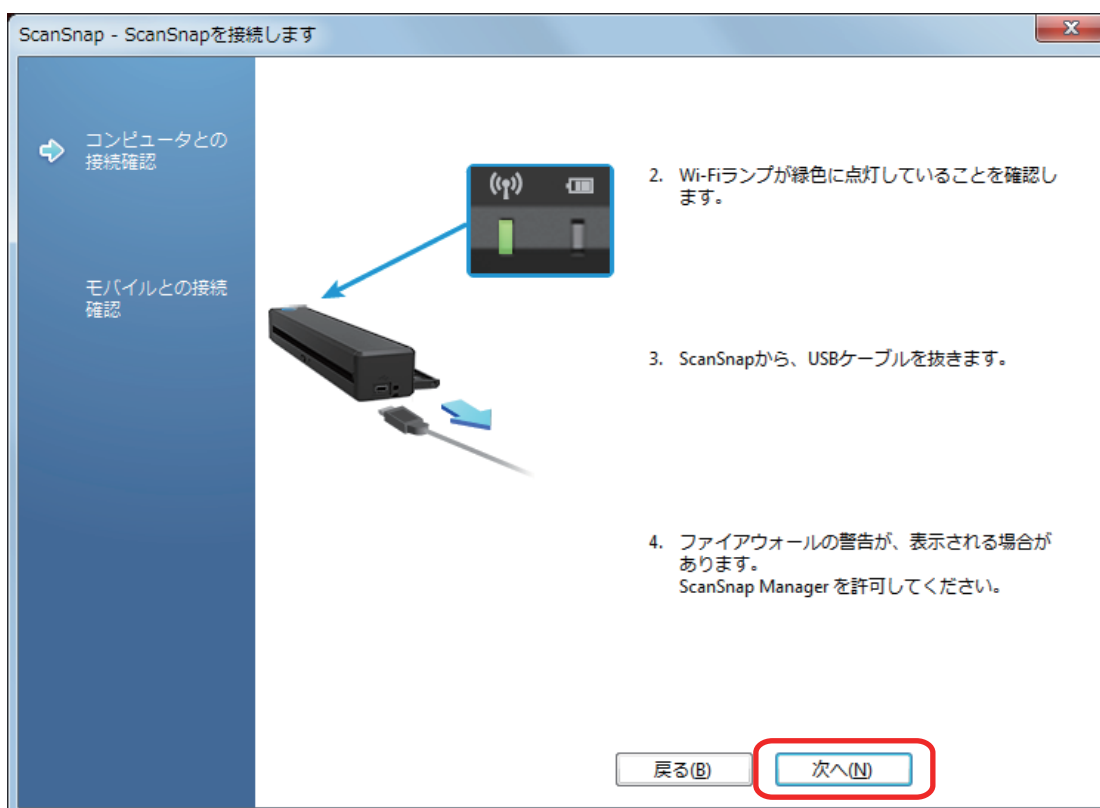 ScanSnap - ScanSnapを接続します
コンピュータとの
接続確認
モバイルとの接続
確認
2. Wi-Fiランプが緑色に点灯していることを確認し
ます。
3. ScanSnapから、USBケーブルを抜きます。
4. ファイアウォールの警告が、表示される場合が
あります。
ScanSnap Manager を許可してください。
戻る(B)
次へ(N)